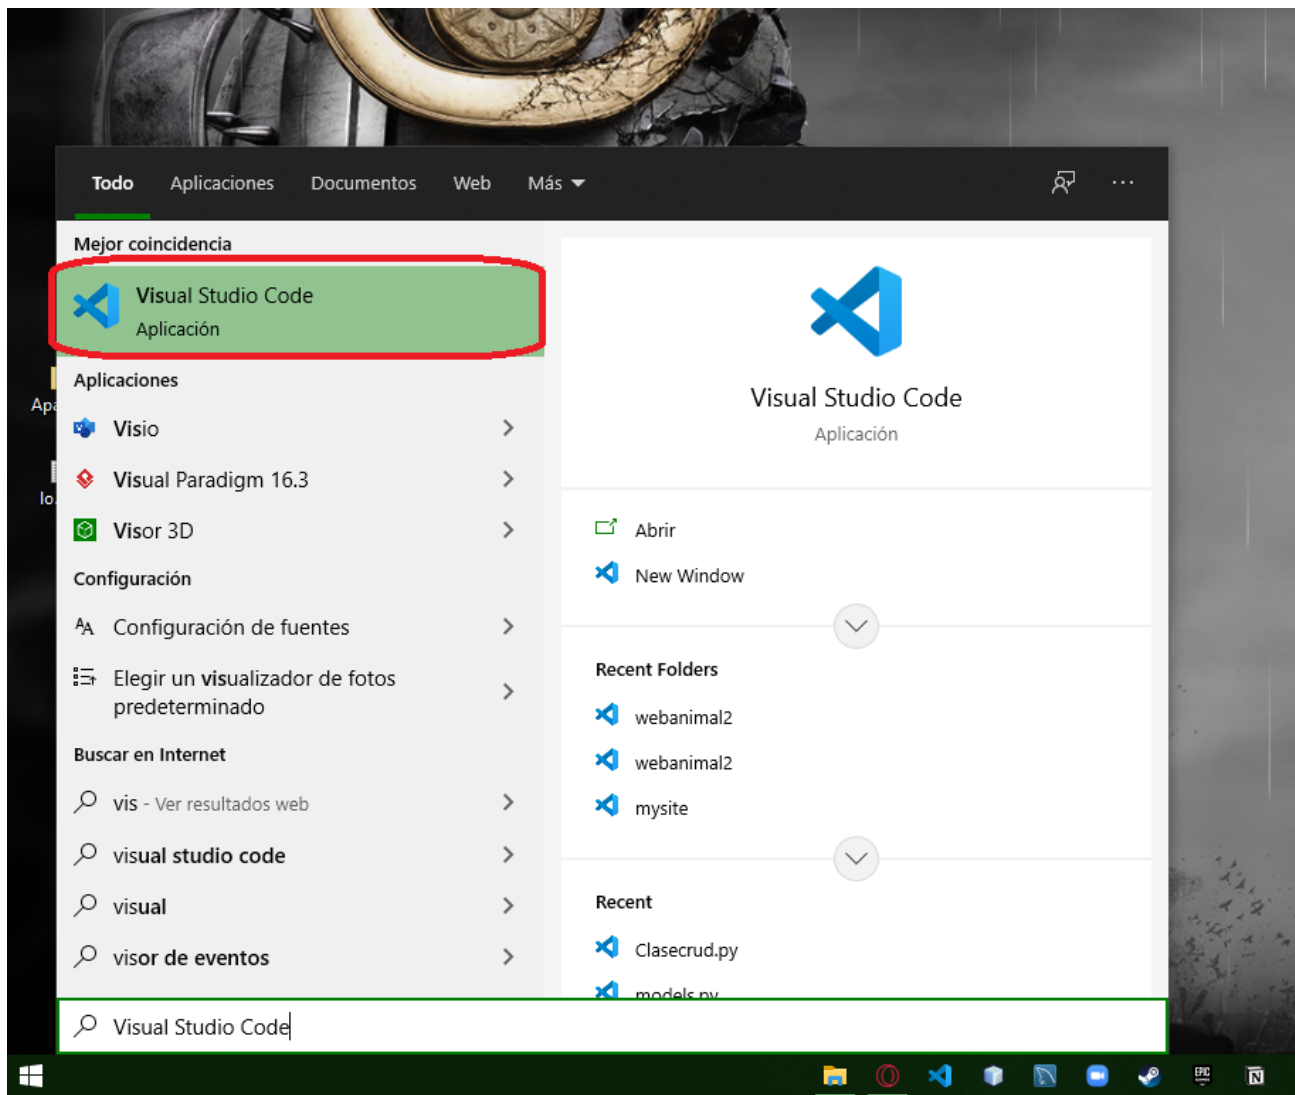 Todo
Aplicaciones
Documentos
Web
Más
Mejor coincidencia
Visual Studio Code
Aplicación
Aplicaciones
Visio
Visual Paradigm 16.3
Visor 3D
Configuración
Configuración de fuentes
Elegir un visualizador de fotos
predeterminado
Buscar en Internet
vis - Ver resultados web
visual studio code
visual
visor de eventos
Visual Studio Code
Aplicación
Abrir
New Window
Recent Folders
webanimal2
webanimal2
mysite
Recent
Clasecrud.py
models.py
Visual Studio Code
EPIC